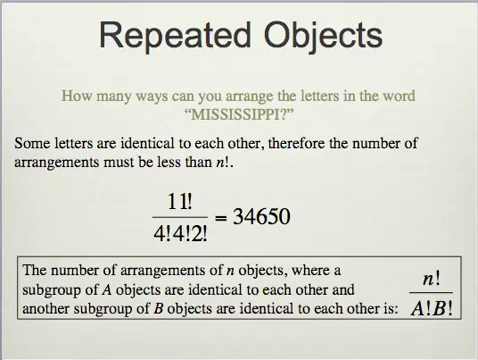 Repeated Objects
How many ways can you arrange the letters in the word
“MISSISSIPPI?”
Some letters are identical to each other, therefore the number of
arrangements must be less than n!.
11!
4!4!2!
= 34650
The number of arrangements of n objects, where a
subgroup of A objects are identical to each other and
another subgroup of B objects are identical to each other is:
n!
A!B!